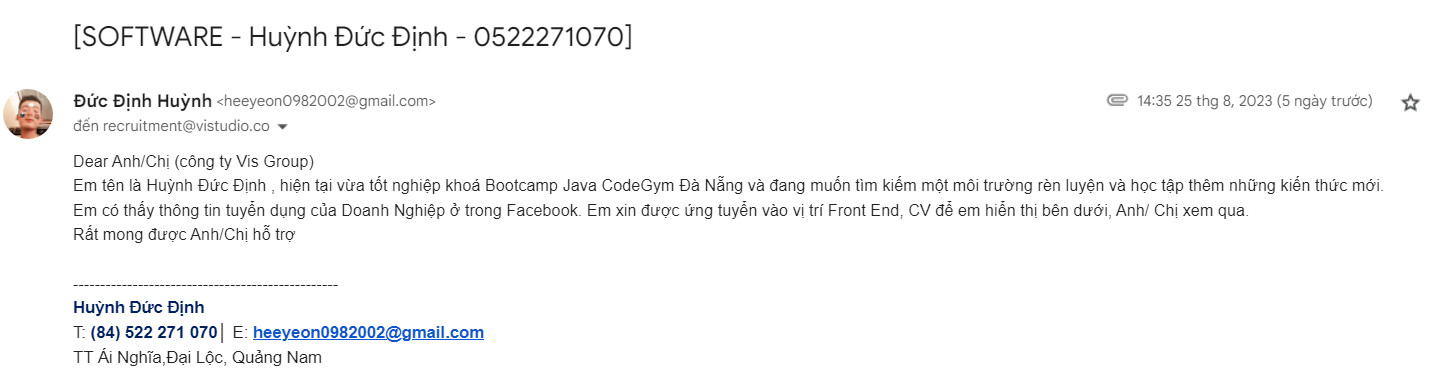 [SOFTWARE - Huỳnh Đức Định - 0522271070]
Đức Định Huỳnh <heeyeon0982002@gmail.com>
14:35 25 thg 8, 2023 (5 ngày trước)
đến recruitment@vistudio.co
Dear Anh/Chị (công ty Vis Group)
Em tên là Huỳnh Đức Định , hiện tại vừa tốt nghiệp khoá Bootcamp Java CodeGym Đà Nẵng và đang muốn tìm kiếm một môi trường rèn luyện và học tập thêm những kiến thức mới.
Em có thấy thông tin tuyển dụng của Doanh Nghiệp ở trong Facebook. Em xin được ứng tuyển vào vị trí Front End, CV để em hiển thị bên dưới, Anh/ Chị xem qua.
Rất mong được Anh/Chị hỗ trợ
-------------------------------------------------
Huỳnh Đức Định
T: (84) 522 271 070│ E: heeyeon0982002@gmail.com
TT Ái Nghĩa,Đại Lộc, Quảng Nam